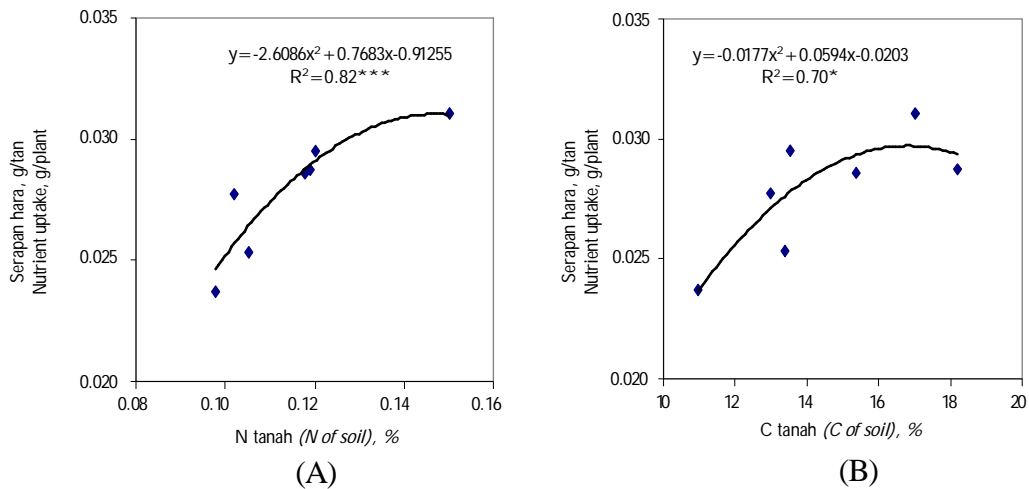 0.035
0.030
0.025
0.020
Serapan hara, g/tan
Nutrient uptake, g/plant
y=-2.6086x² + 0.7683x-0.91255
R²=0.82***
0.08 0.10 0.12 0.14 0.16
N tanah (N of soil), %
(A)
0.035
0.030
0.025
0.020
Serapan hara, g/tan
Nutrient uptake, g/plant
y=-0.0177x² + 0.0594x-0.0203
R²=0.70*
10 12 14 16 18 20
C tanah (C of soil), %
(B)